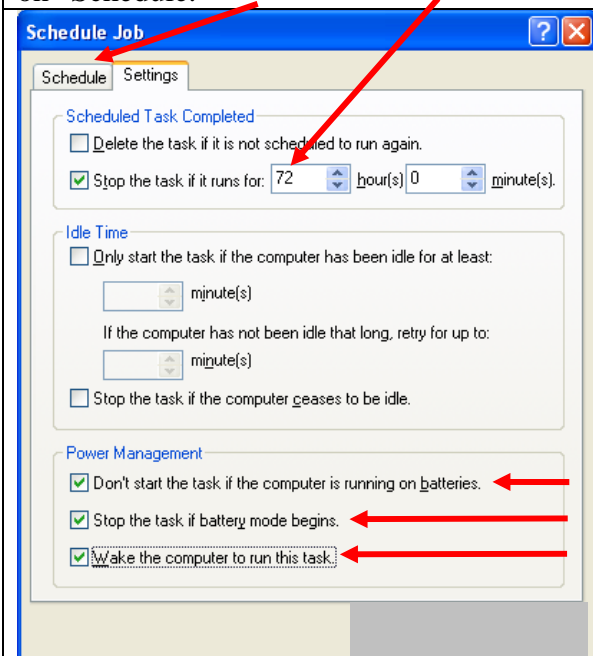 on "Schedule."
Schedule Job
Schedule Settings
Scheduled Task Completed
Delete the task if it is not scheduled to run again.
Stop the task if it runs for: 72 hour(s) 0 minute(s).
Idle Time
Only start the task if the computer has been idle for at least:
minute(s)
If the computer has not been idle that long, retry for up to:
minute(s)
Stop the task if the computer ceases to be idle.
Power Management
Don't start the task if the computer is running on batteries.
Stop the task if battery mode begins.
Wake the computer to run this task.